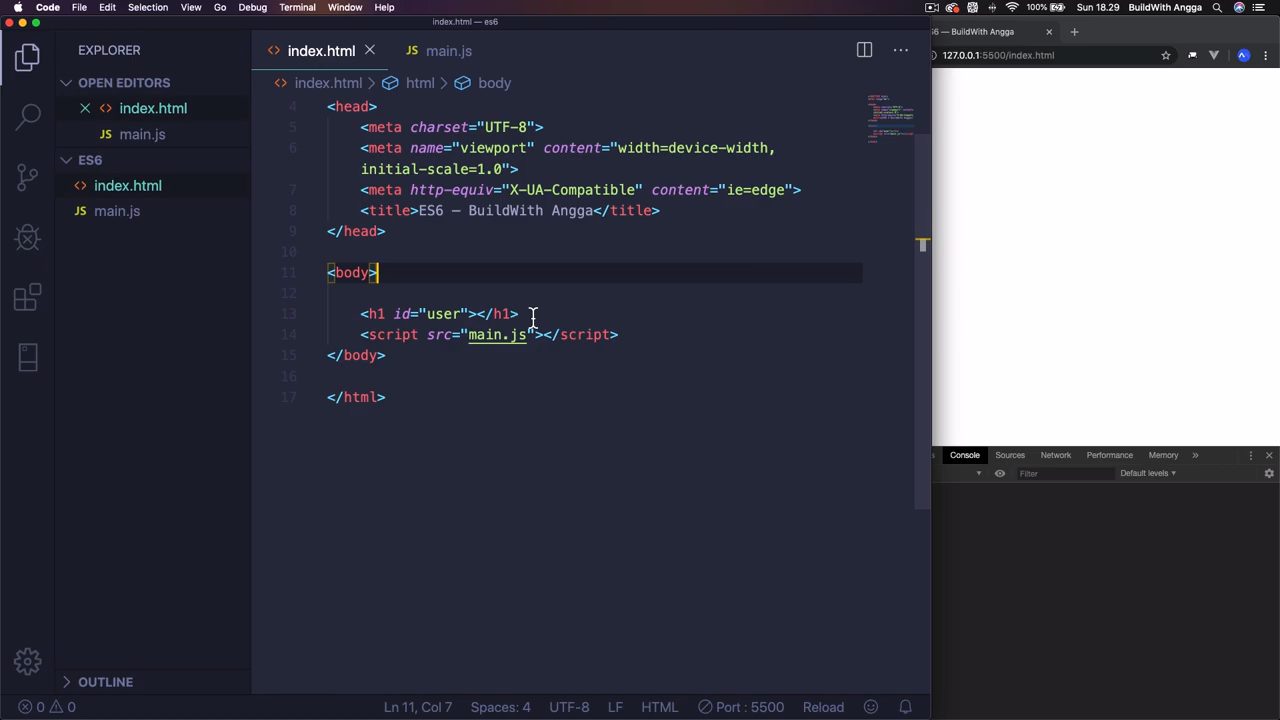 Code File Edit Selection View Go Debug Terminal Window Help
100% Sun 18.29 BuildWith Angga
index.html — es6
EXPLORER
OPEN EDITORS
index.html
main.js
ES6
index.html
main.js
OUTLINE
index.html main.js
index.html html body
4 <head>
5 <meta charset="UTF-8">
6 <meta name="viewport" content="width=device-width,
initial-scale=1.0">
7 <meta http-equiv="X-UA-Compatible" content="ie=edge">
8 <title>ES6 — BuildWith Angga</title>
9 </head>
10
11 <body>
12
13 <h1 id="user"></h1>
14 <script src="main.js"></script>
15 </body>
16
17 </html>
0 0 Ln 11, Col 7 Spaces: 4 UTF-8 LF HTML Port : 5500 Reload
— BuildWith Angga
127.0.0.1:5500/index.html
Console Sources Network Performance Memory
Filter Default levels